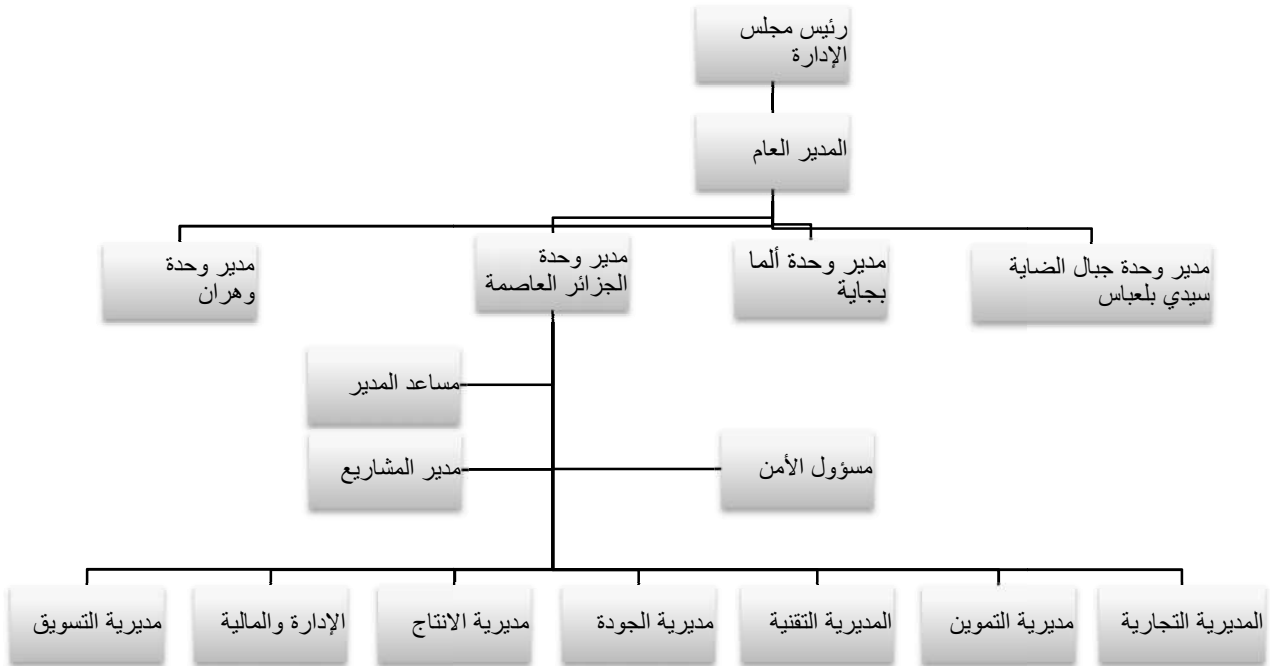 رئيس مجلس
الإدارة
المدير العام
مدير وحدة جبال الضاية
سيدي بلعباس
مدير وحدة ألما
بجاية
مدير وحدة
الجزائر العاصمة
مدير وحدة
وهران
مساعد المدير
مسؤول الأمن
مدير المشاريع
المديرية التجارية
مديرية التموين
المديرية التقنية
مديرية الجودة
مديرية الانتاج
الإدارة والمالية
مديرية التسويق